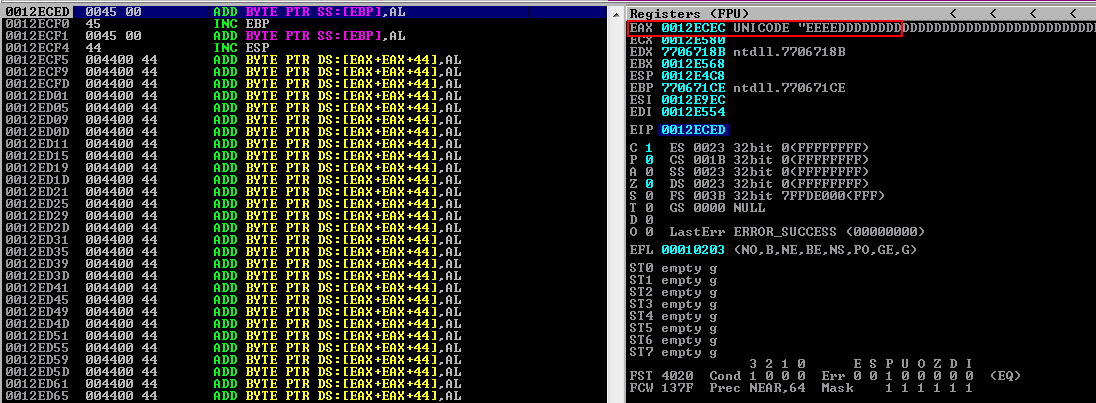 0012ECED 0045 00 ADD BYTE PTR SS:[EBP],AL
0012ECF0 45 INC EBP
0012ECF1 0045 00 ADD BYTE PTR SS:[EBP],AL
0012ECF4 44 INC ESP
0012ECF5 004400 44 ADD BYTE PTR DS:[EAX+EAX+44],AL
0012ECF9 004400 44 ADD BYTE PTR DS:[EAX+EAX+44],AL
0012ECFD 004400 44 ADD BYTE PTR DS:[EAX+EAX+44],AL
0012ED01 004400 44 ADD BYTE PTR DS:[EAX+EAX+44],AL
0012ED05 004400 44 ADD BYTE PTR DS:[EAX+EAX+44],AL
0012ED09 004400 44 ADD BYTE PTR DS:[EAX+EAX+44],AL
0012ED0D 004400 44 ADD BYTE PTR DS:[EAX+EAX+44],AL
0012ED11 004400 44 ADD BYTE PTR DS:[EAX+EAX+44],AL
0012ED15 004400 44 ADD BYTE PTR DS:[EAX+EAX+44],AL
0012ED19 004400 44 ADD BYTE PTR DS:[EAX+EAX+44],AL
0012ED1D 004400 44 ADD BYTE PTR DS:[EAX+EAX+44],AL
0012ED21 004400 44 ADD BYTE PTR DS:[EAX+EAX+44],AL
0012ED25 004400 44 ADD BYTE PTR DS:[EAX+EAX+44],AL
0012ED29 004400 44 ADD BYTE PTR DS:[EAX+EAX+44],AL
0012ED2D 004400 44 ADD BYTE PTR DS:[EAX+EAX+44],AL
0012ED31 004400 44 ADD BYTE PTR DS:[EAX+EAX+44],AL
0012ED35 004400 44 ADD BYTE PTR DS:[EAX+EAX+44],AL
0012ED39 004400 44 ADD BYTE PTR DS:[EAX+EAX+44],AL
0012ED3D 004400 44 ADD BYTE PTR DS:[EAX+EAX+44],AL
0012ED41 004400 44 ADD BYTE PTR DS:[EAX+EAX+44],AL
0012ED45 004400 44 ADD BYTE PTR DS:[EAX+EAX+44],AL
0012ED49 004400 44 ADD BYTE PTR DS:[EAX+EAX+44],AL
0012ED4D 004400 44 ADD BYTE PTR DS:[EAX+EAX+44],AL
0012ED51 004400 44 ADD BYTE PTR DS:[EAX+EAX+44],AL
0012ED55 004400 44 ADD BYTE PTR DS:[EAX+EAX+44],AL
0012ED59 004400 44 ADD BYTE PTR DS:[EAX+EAX+44],AL
0012ED5D 004400 44 ADD BYTE PTR DS:[EAX+EAX+44],AL
0012ED61 004400 44 ADD BYTE PTR DS:[EAX+EAX+44],AL
0012ED65 004400 44 ADD BYTE PTR DS:[EAX+EAX+44],AL
Registers (FPU) < < < <
EAX 0012ECEC UNICODE "EEEEDDDDDDDDDDDDDDDDDDDDDDDDDDDDDDDD
ECX 0012E580
EDX 7706718B ntdll.7706718B
EBX 0012E568
ESP 0012E4C8
EBP 770671CE ntdll.770671CE
ESI 0012E9EC
EDI 0012E554
EIP 0012ECED
C 1 ES 0023 32bit 0(FFFFFFFF)
P 0 CS 001B 32bit 0(FFFFFFFF)
A 0 SS 0023 32bit 0(FFFFFFFF)
Z 0 DS 0023 32bit 0(FFFFFFFF)
S 0 FS 003B 32bit 7FFDE000(FFF)
T 0 GS 0000 NULL
D 0
O 0 LastErr ERROR_SUCCESS (00000000)
EFL 00010203 (NO,B,NE,BE,NS,PO,GE,G)
ST0 empty g
ST1 empty g
ST2 empty g
ST3 empty g
ST4 empty g
ST5 empty g
ST6 empty g
ST7 empty g
3 2 1 0 E S P U O Z D I
FST 4020 Cond 1 0 0 0 Err 0 0 1 0 0 0 0 0 (EQ)
FCW 137F Prec NEAR,64 Mask 1 1 1 1 1 1